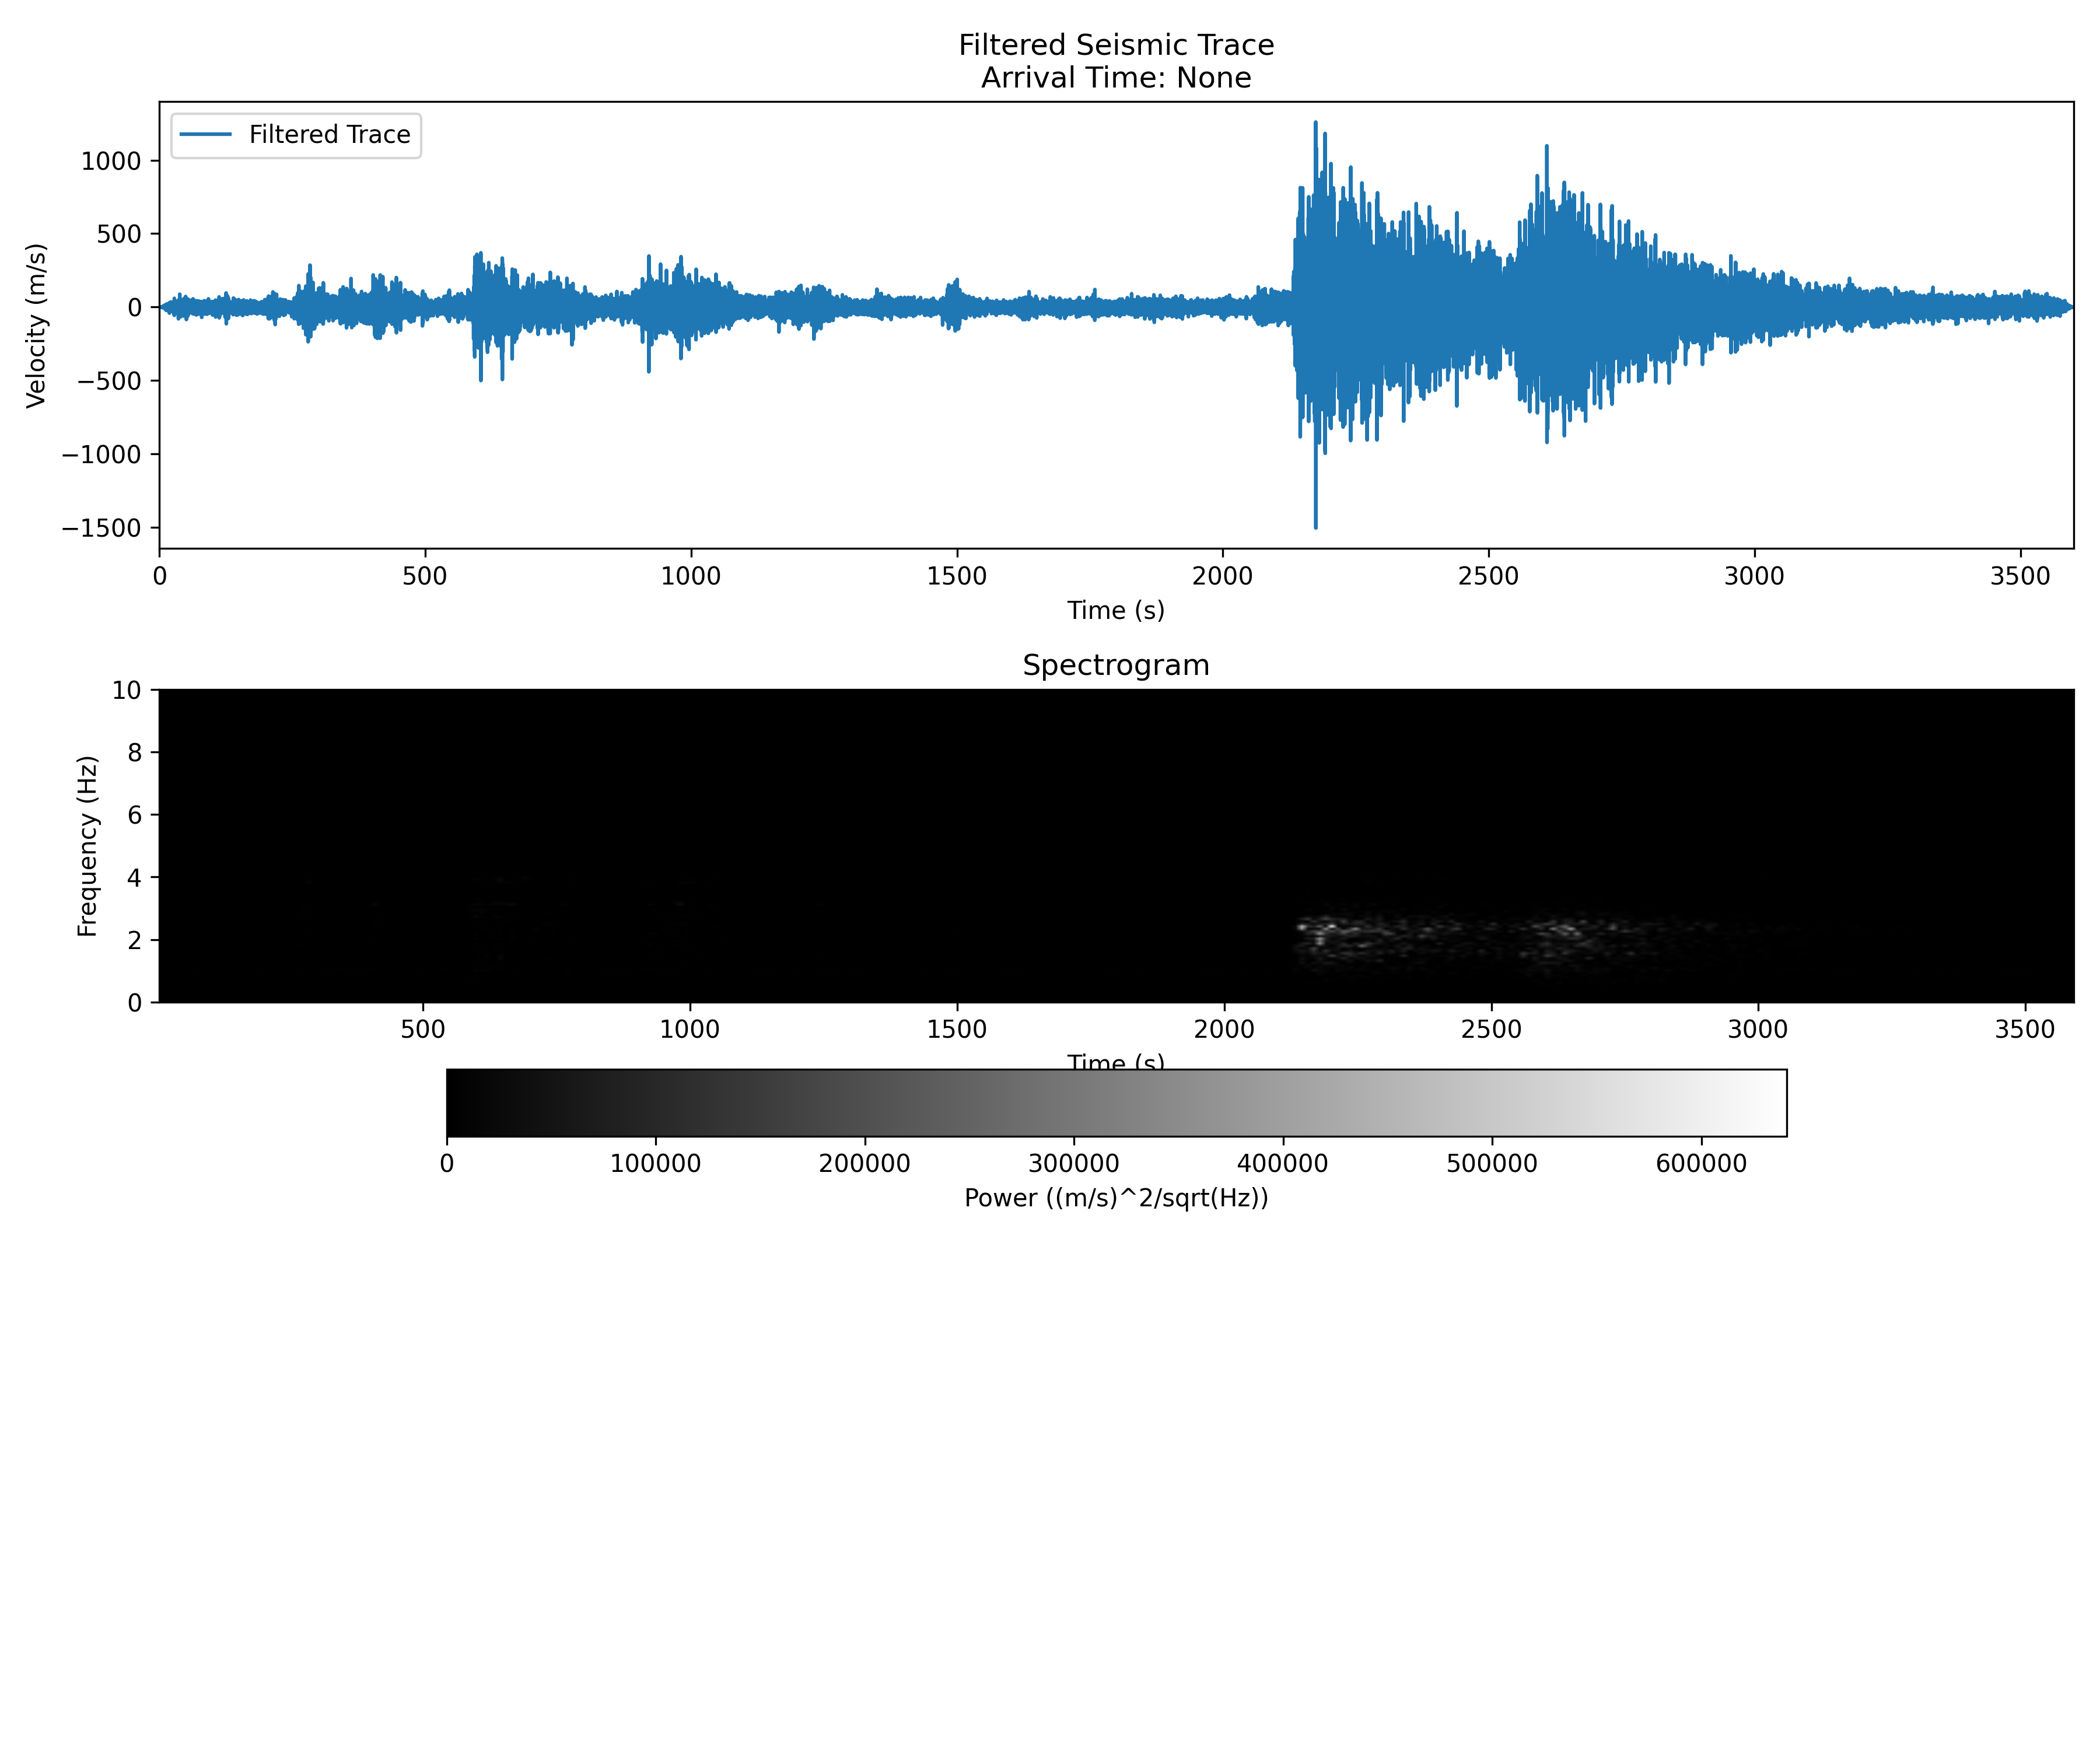 Filtered Seismic Trace
Arrival Time: None
Filtered Trace
1000
500
0
−500
−1000
−1500
Velocity (m/s)
0 500 1000 1500 2000 2500 3000 3500
Time (s)
Spectrogram
10
8
6
4
2
0
Frequency (Hz)
500 1000 1500 2000 2500 3000 3500
Time (s)
0 100000 200000 300000 400000 500000 600000
Power ((m/s)^2/sqrt(Hz))